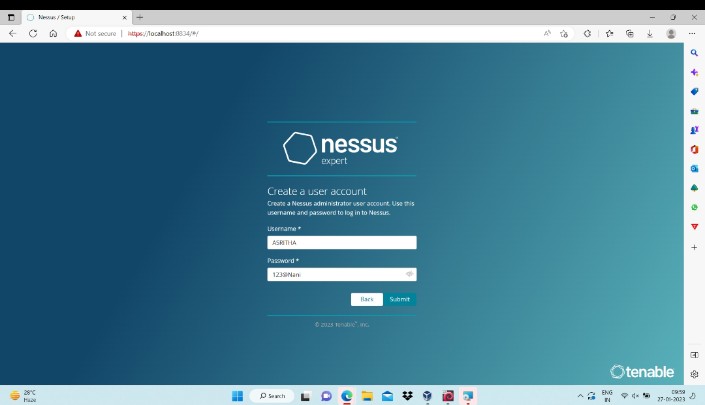 Nessus / Setup
Not secure
https://localhost:8834/#/
nessus
expert
Create a user account
Create a Nessus administrator user account. Use this
username and password to log in to Nessus.
Username *
ASRITHA
Password *
123@Nani
Back Submit
© 2023 Tenable®, Inc.
tenable
28°C
Haze
Search
ENG
IN
09:59
27-01-2023